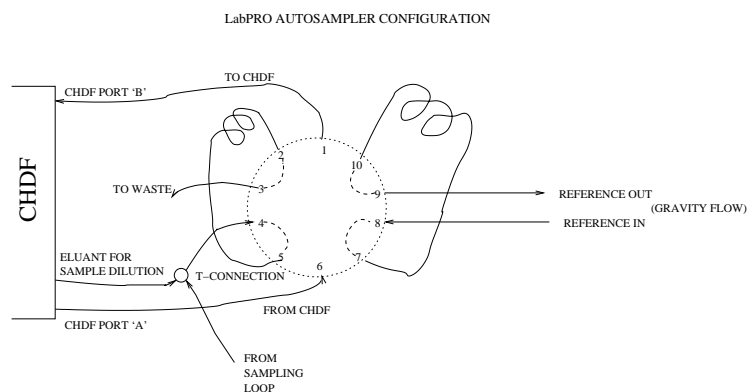 LabPRO AUTOSAMPLER CONFIGURATION
TO CHDF
CHDF PORT ‘B’
CHDF
1
2
10
3
9
TO WASTE
REFERENCE OUT
(GRAVITY FLOW)
4
8
REFERENCE IN
ELUANT FOR
SAMPLE DILUTION
T−CONNECTION
5
6
7
FROM CHDF
CHDF PORT ‘A’
FROM
SAMPLING
LOOP